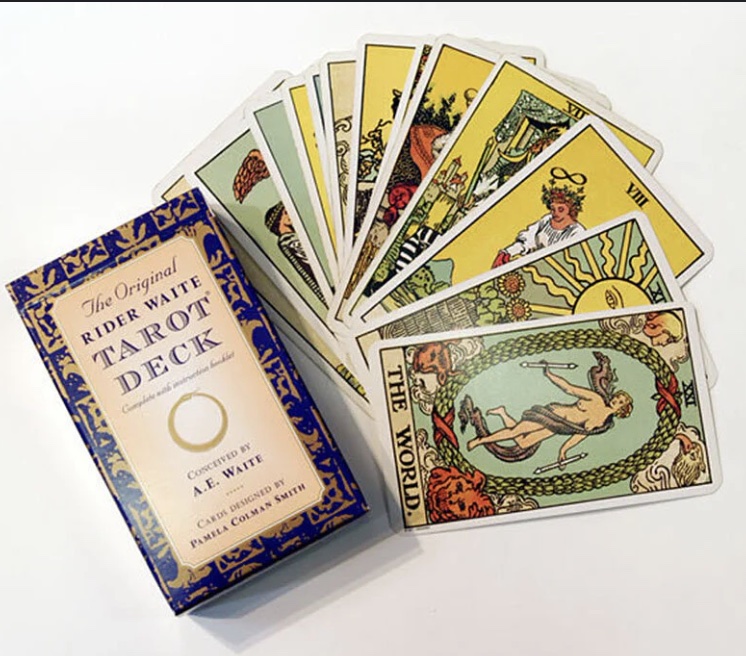 The Original
RIDER WAITE
TAROT
DECK
Complete with instruction booklet
CONCEIVED BY
A.E. WAITE
CARDS DESIGNED BY
PAMELA COLMAN SMITH
VII
VIII
XXI
THE WORLD.